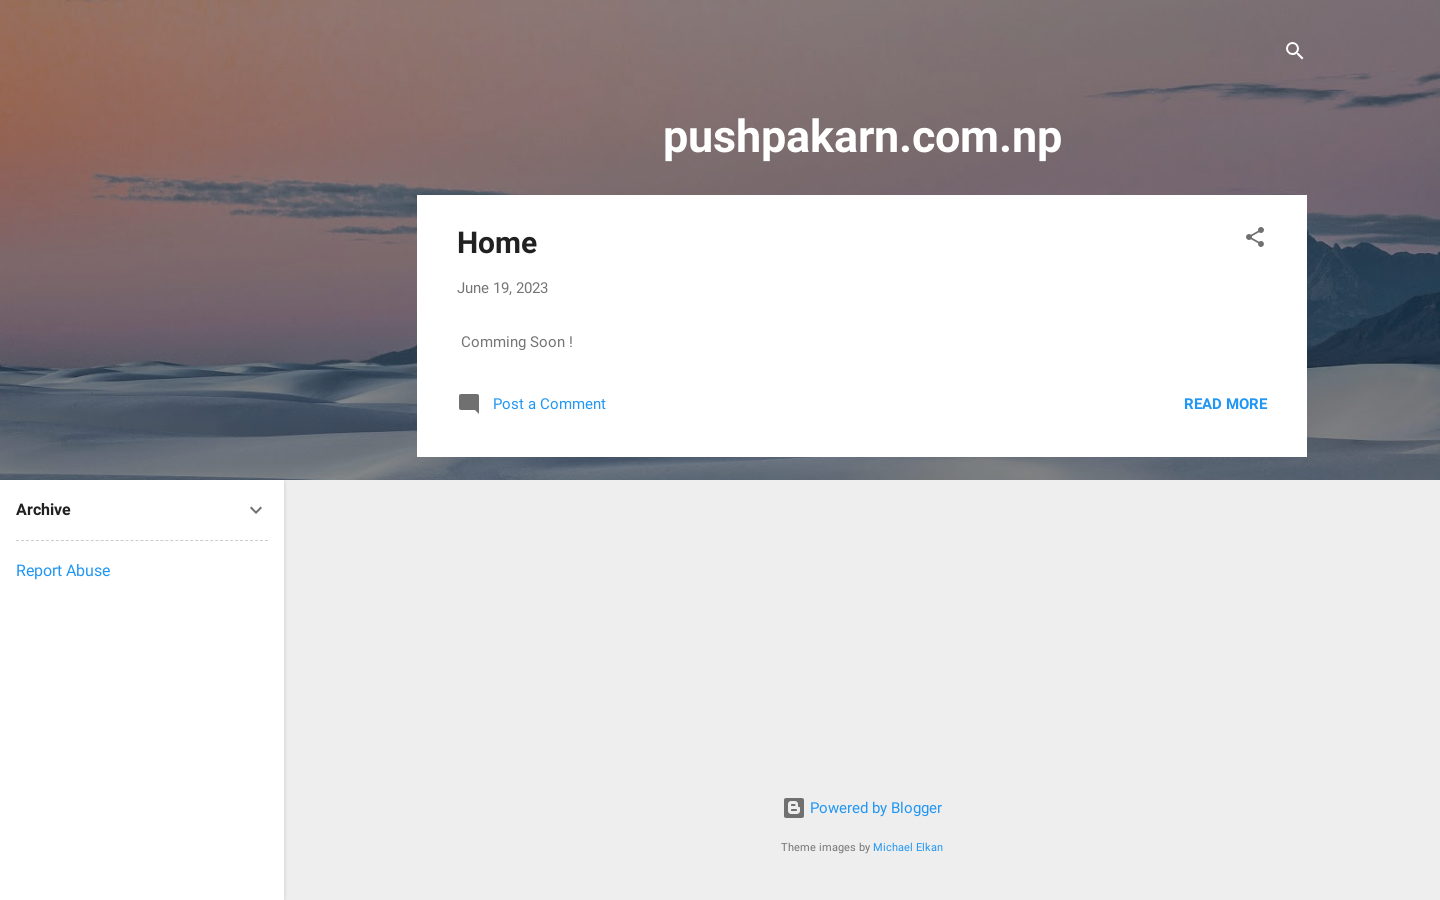 pushpakarn.com.np
Home
June 19, 2023
Comming Soon !
Post a Comment
READ MORE
Archive
Report Abuse
Powered by Blogger
Theme images by Michael Elkan